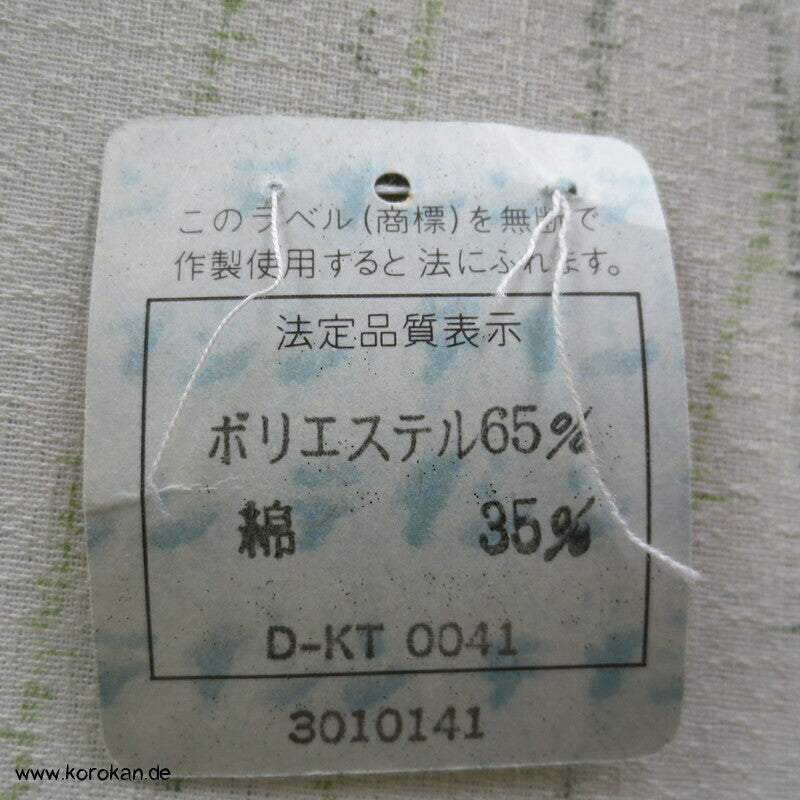 このラベル(商標)を無断で
作製使用すると法にふれます。
法定品質表示
ポリエステル65%
綿 35%
D-KT 0041
3010141
www.korokan.de